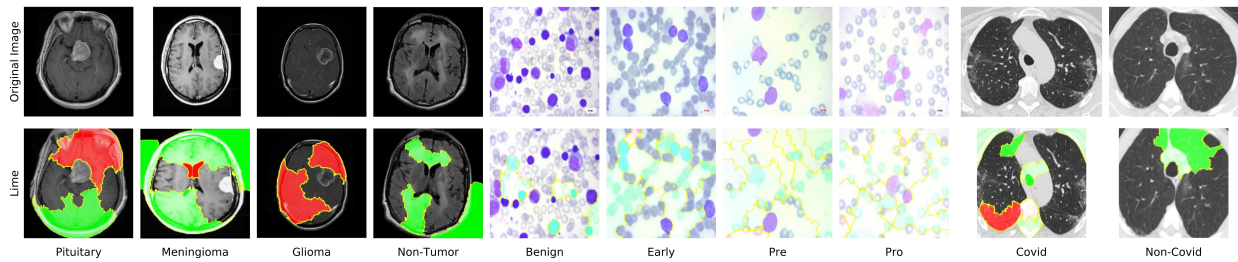 Original Image
Lime
Pituitary
Meningioma
Glioma
Non-Tumor
Benign
Early
Pre
Pro
Covid
Non-Covid